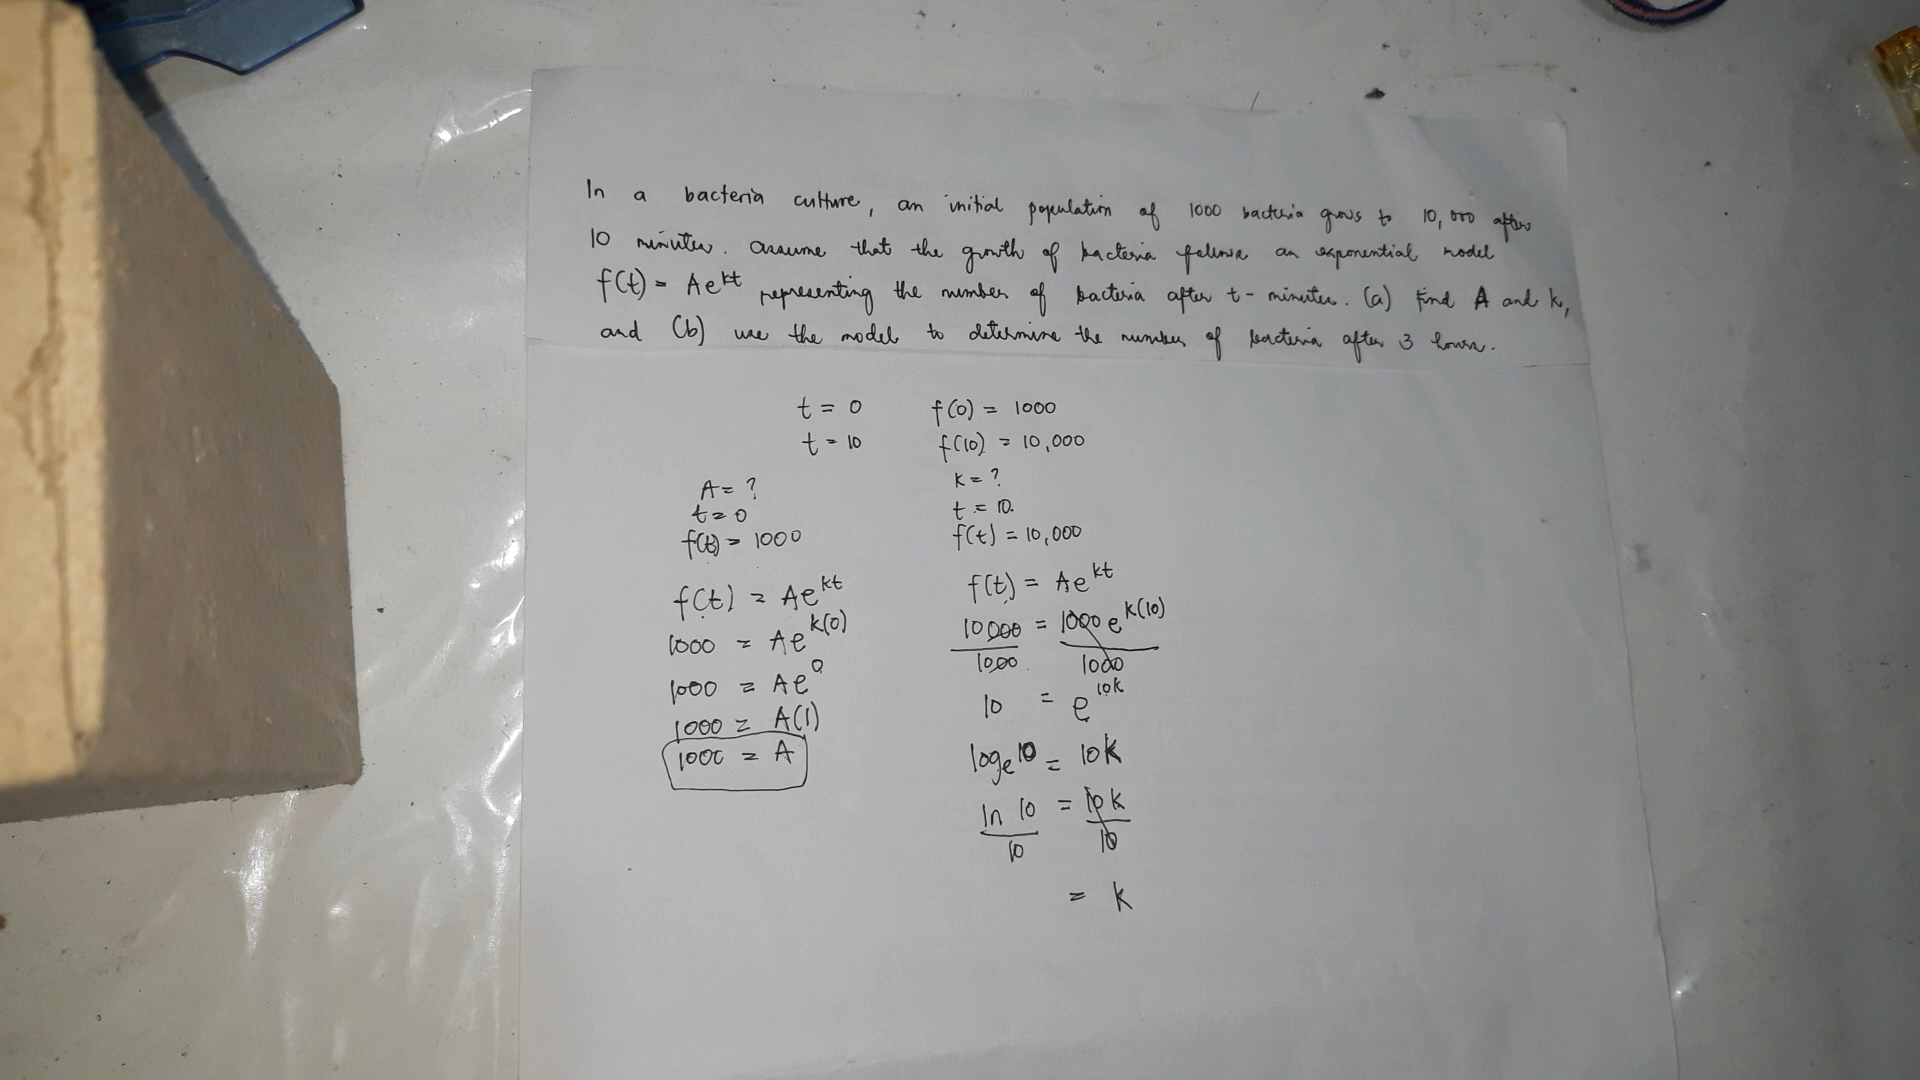 In a bacteria culture, an initial population of 1000 bacteria grows to 10,000 after
10 minutes. Assume that the growth of bacteria follows an exponential model
f(t) = Ae^kt representing the number of bacteria after t-minutes. (a) Find A and k,
and (b) use the model to determine the number of bacteria after 3 hours.
t = 0 f(0) = 1000
t = 10 f(10) = 10,000
A = ?
t = 0
f(t) = 1000
f(t) = Ae^kt
1000 = Ae^k(0)
1000 = Ae^0
1000 = A(1)
1000 = A
k = ?
t = 10.
f(t) = 10,000
f(t) = Ae^kt
10000 = 1000e^k(10)
1000 1000
10 = e^10k
log_e 10 = 10k
ln 10 = 10k
10 10
= k